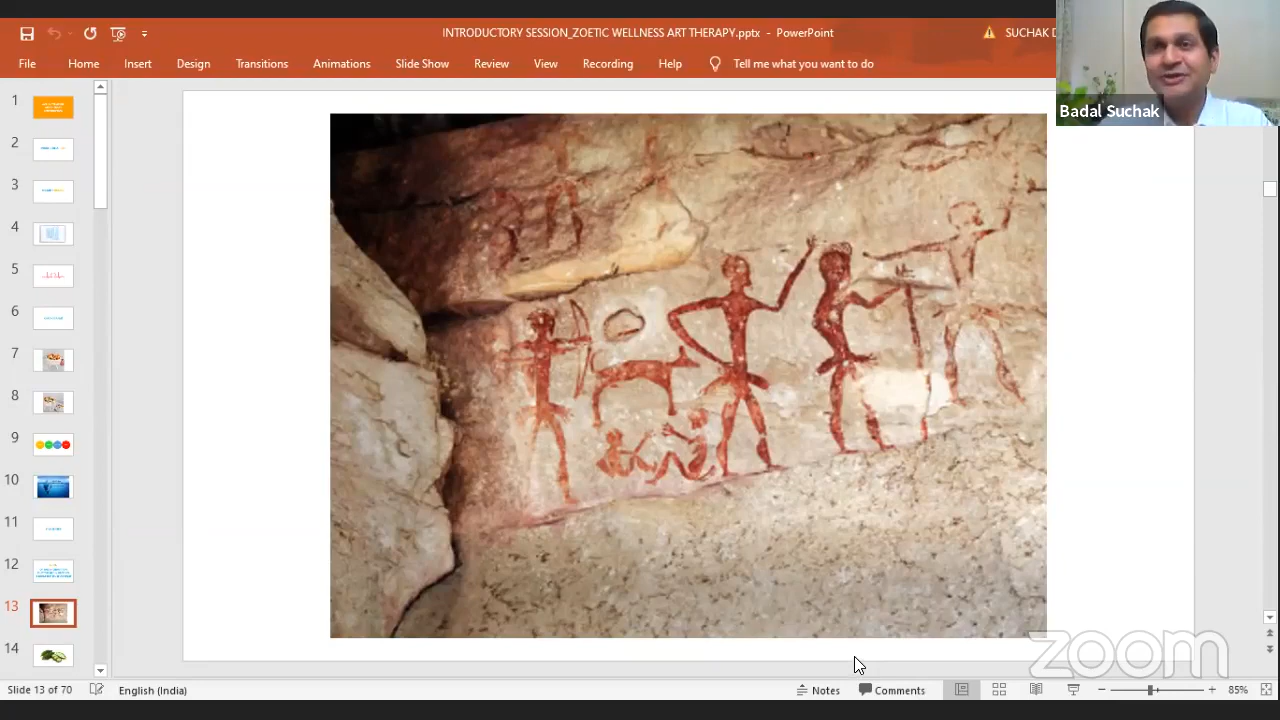 INTRODUCTORY SESSION_ZOETIC WELLNESS ART THERAPY.pptx - PowerPoint
SUCHAK D
File Home Insert Design Transitions Animations Slide Show Review View Recording Help Tell me what you want to do
Badal Suchak
1
2
3
4
5
6
7
8
9
10
11
12
13
14
zoom
Slide 13 of 70 English (India) Notes Comments 85%